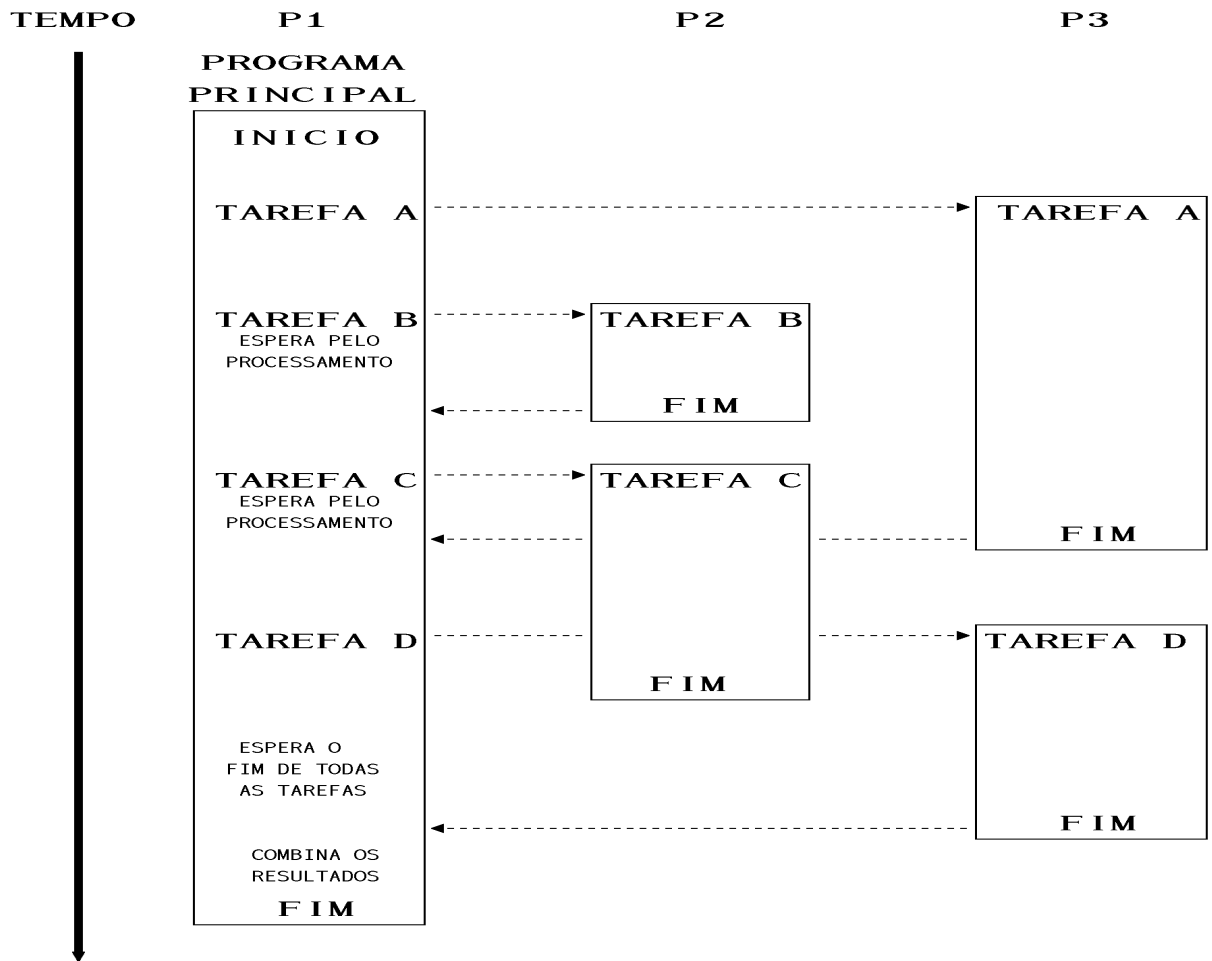 TEMPO P1 P2 P3
PROGRAMA
PRINCIPAL
INICIO
TAREFA A TAREFA A
TAREFA B TAREFA B
ESPERA PELO
PROCESSAMENTO
FIM
TAREFA C TAREFA C
ESPERA PELO
PROCESSAMENTO
FIM
TAREFA D TAREFA D
FIM
ESPERA O
FIM DE TODAS
AS TAREFAS
FIM
COMBINA OS
RESULTADOS
FIM